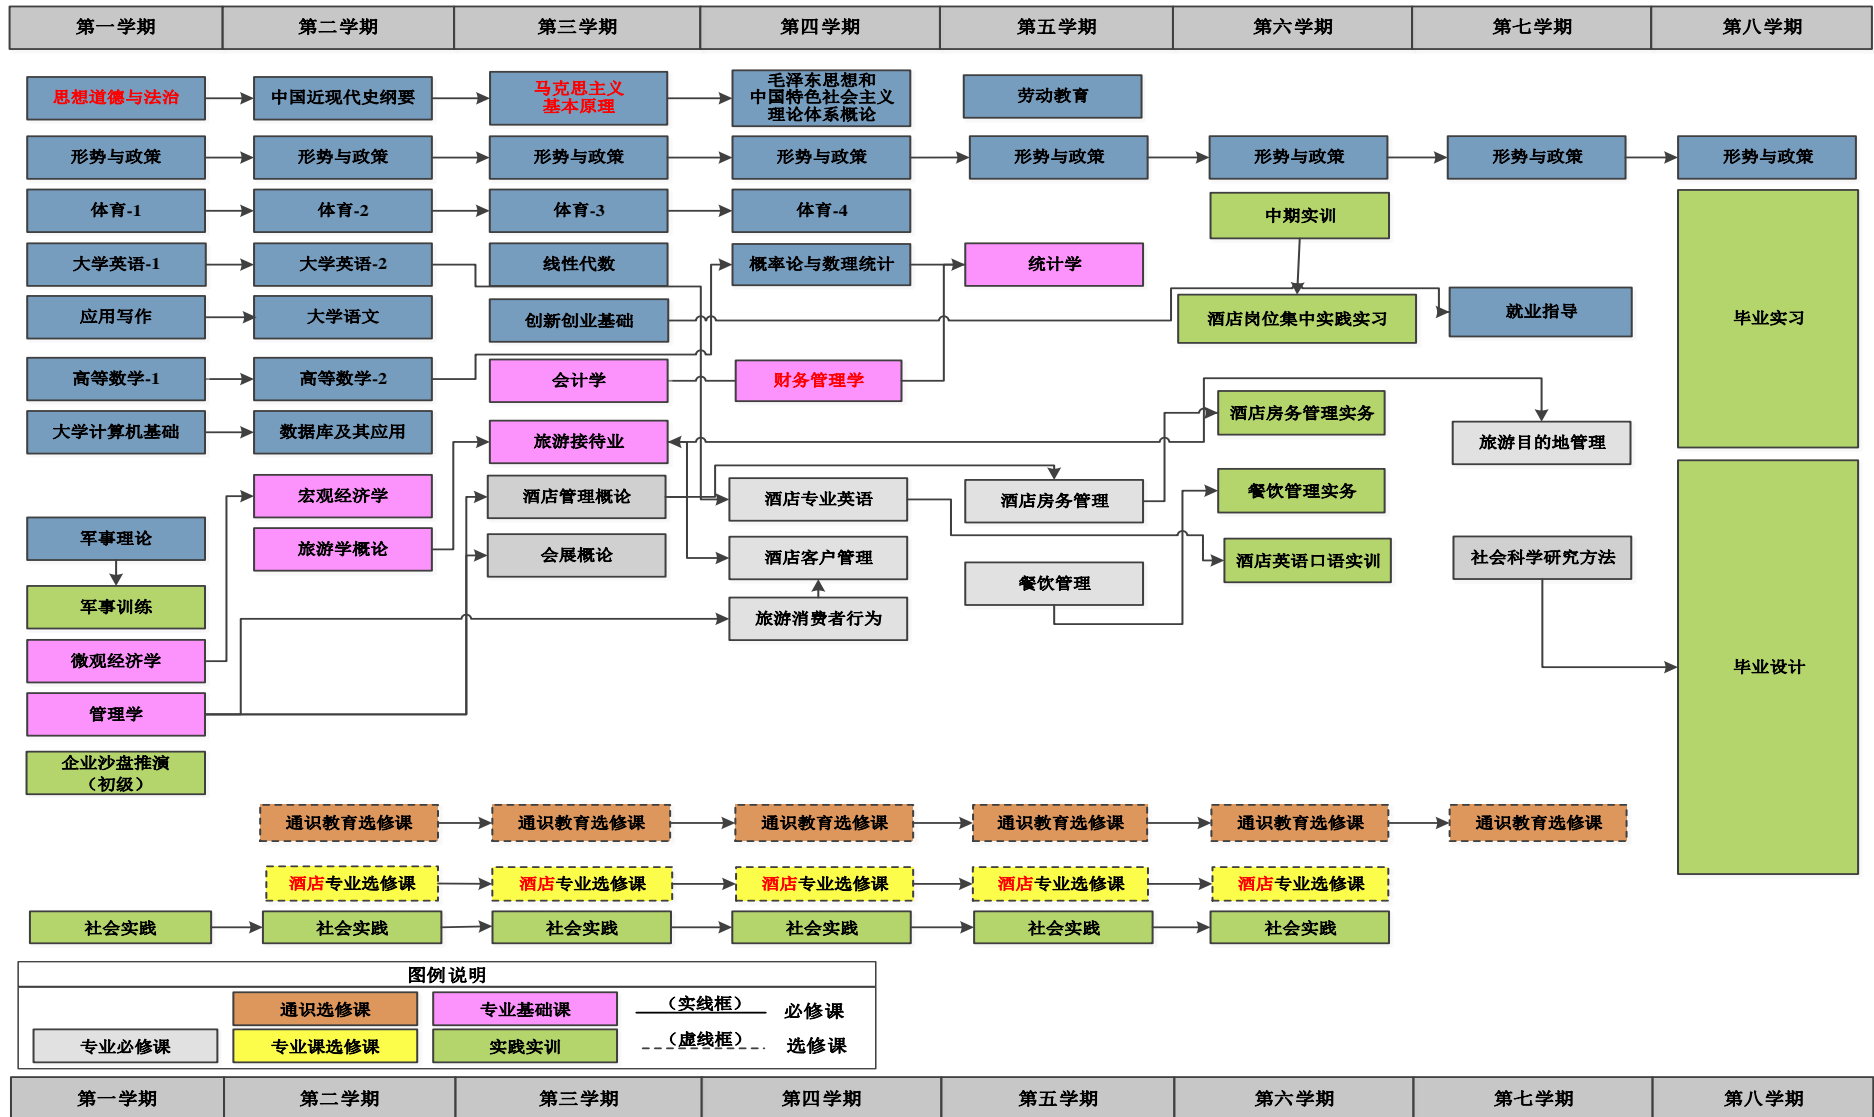 第一学期
第二学期
第三学期
第四学期
第五学期
第六学期
第七学期
第八学期
思想道德与法治
中国近现代史纲要
马克思主义
基本原理
毛泽东思想和
中国特色社会主义
理论体系概论
劳动教育
形势与政策
形势与政策
形势与政策
形势与政策
形势与政策
形势与政策
形势与政策
形势与政策
体育-1
体育-2
体育-3
体育-4
中期实训
大学英语-1
大学英语-2
线性代数
概率论与数理统计
统计学
应用写作
大学语文
创新创业基础
酒店岗位集中实践实习
就业指导
毕业实习
高等数学-1
高等数学-2
会计学
财务管理学
酒店房务管理实务
大学计算机基础
数据库及其应用
旅游接待业
旅游目的地管理
宏观经济学
酒店管理概论
酒店专业英语
酒店房务管理
餐饮管理实务
军事理论
旅游学概论
会展概论
酒店客户管理
餐饮管理
酒店英语口语实训
社会科学研究方法
军事训练
旅游消费者行为
微观经济学
毕业设计
管理学
企业沙盘推演
（初级）
通识教育选修课
通识教育选修课
通识教育选修课
通识教育选修课
通识教育选修课
通识教育选修课
酒店专业选修课
酒店专业选修课
酒店专业选修课
酒店专业选修课
酒店专业选修课
社会实践
社会实践
社会实践
社会实践
社会实践
社会实践
图例说明
通识选修课
专业基础课
（实线框）
必修课
专业必修课
专业课选修课
实践实训
（虚线框）
选修课
第一学期
第二学期
第三学期
第四学期
第五学期
第六学期
第七学期
第八学期